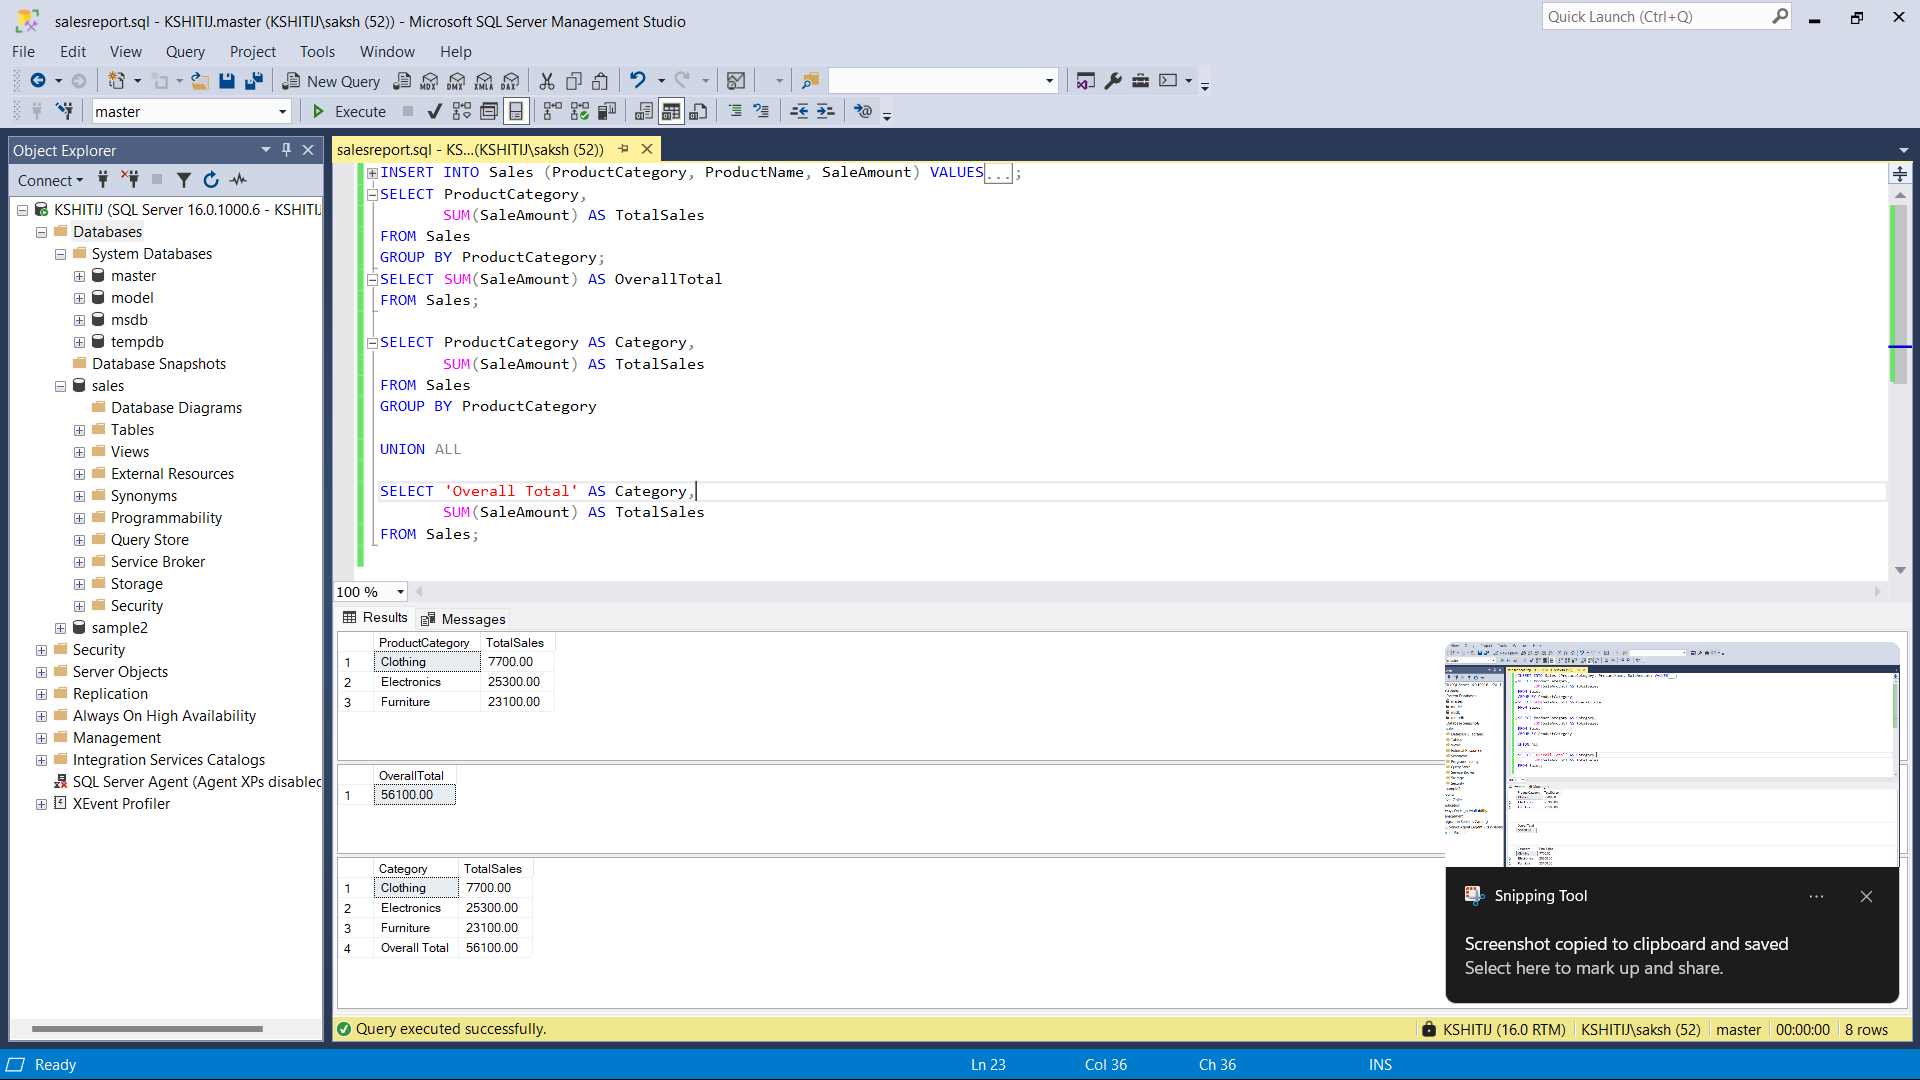 salesreport.sql - KSHITIJ.master (KSHITIJ\saksh (52)) - Microsoft SQL Server Management Studio
Quick Launch (Ctrl+Q)
File Edit View Query Project Tools Window Help
New Query MDX DMX XMLA DAX
master Execute
Object Explorer
Connect
KSHITIJ (SQL Server 16.0.1000.6 - KSHITIJ
Databases
System Databases
master
model
msdb
tempdb
Database Snapshots
sales
Database Diagrams
Tables
Views
External Resources
Synonyms
Programmability
Query Store
Service Broker
Storage
Security
sample2
Security
Server Objects
Replication
Always On High Availability
Management
Integration Services Catalogs
SQL Server Agent (Agent XPs disabled
XEvent Profiler
salesreport.sql - KS...(KSHITIJ\saksh (52))
INSERT INTO Sales (ProductCategory, ProductName, SaleAmount) VALUES...;
SELECT ProductCategory,
SUM(SaleAmount) AS TotalSales
FROM Sales
GROUP BY ProductCategory;
SELECT SUM(SaleAmount) AS OverallTotal
FROM Sales;
SELECT ProductCategory AS Category,
SUM(SaleAmount) AS TotalSales
FROM Sales
GROUP BY ProductCategory
UNION ALL
SELECT 'Overall Total' AS Category,
SUM(SaleAmount) AS TotalSales
FROM Sales;
100 %
Results Messages
ProductCategory TotalSales
1 Clothing 7700.00
2 Electronics 25300.00
3 Furniture 23100.00
OverallTotal
1 56100.00
Category TotalSales
1 Clothing 7700.00
2 Electronics 25300.00
3 Furniture 23100.00
4 Overall Total 56100.00
Snipping Tool
Screenshot copied to clipboard and saved
Select here to mark up and share.
Query executed successfully.
KSHITIJ (16.0 RTM) KSHITIJ\saksh (52) master 00:00:00 8 rows
Ready Ln 23 Col 36 Ch 36 INS